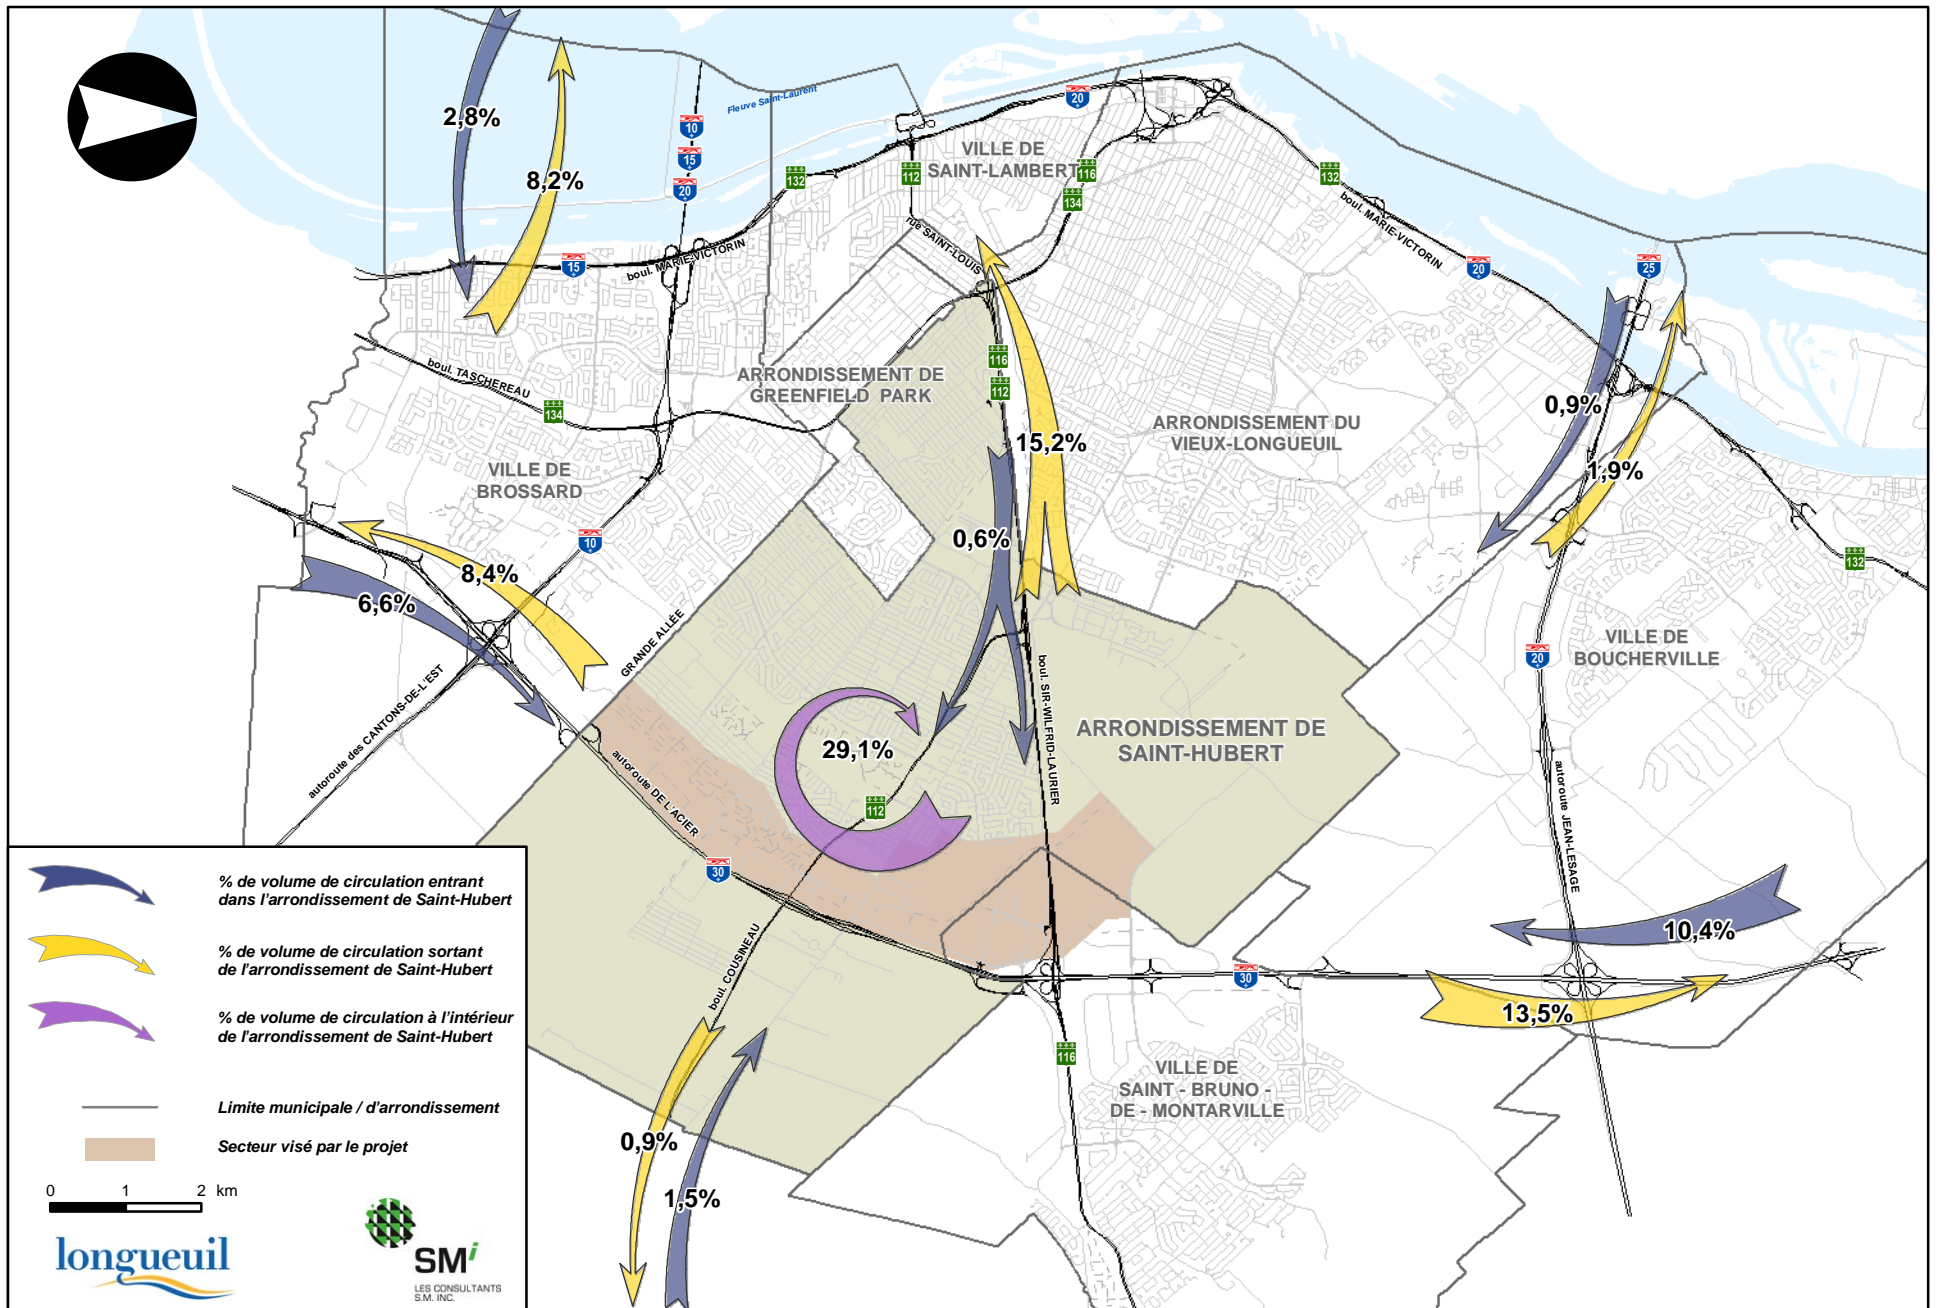 2,8%
8,2%
Fleuve Saint-Laurent
10
15
20
132
112
20
VILLE DE
SAINT-LAMBERT
116
134
132
boul. MARIE-VICTORIN
20
25
15
boul. MARIE-VICTORIN
rue SAINT-LOUIS
boul. TASCHEREAU
134
ARRONDISSEMENT DE
GREENFIELD PARK
116
112
15,2%
ARRONDISSEMENT DU
VIEUX-LONGUEUIL
0,9%
1,9%
132
VILLE DE
BROSSARD
10
8,4%
6,6%
0,6%
GRANDE ALLÉE
autoroute des CANTONS-DE-L'EST
VILLE DE
BOUCHERVILLE
20
boul. SIR-WILFRID-LAURIER
ARRONDISSEMENT DE
SAINT-HUBERT
29,1%
112
autoroute DE L'ACIER
30
autoroute JEAN-LESAGE
10,4%
boul. COUSINEAU
30
13,5%
116
VILLE DE
SAINT - BRUNO -
DE - MONTARVILLE
0,9%
1,5%
% de volume de circulation entrant
dans l'arrondissement de Saint-Hubert
% de volume de circulation sortant
de l'arrondissement de Saint-Hubert
% de volume de circulation à l'intérieur
de l'arrondissement de Saint-Hubert
Limite municipale / d'arrondissement
Secteur visé par le projet
0 1 2 km
longueuil
SMi
LES CONSULTANTS
S.M. INC.